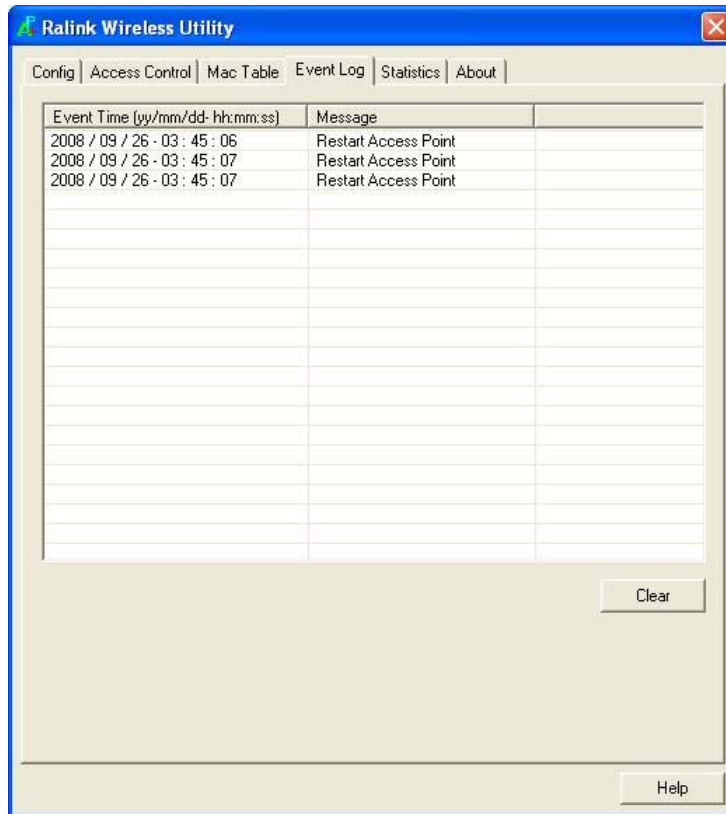 Ralink Wireless Utility
Config Access Control Mac Table Event Log Statistics About
Event Time (yy/mm/dd- hh:mm:ss) Message
2008 / 09 / 26 - 03 : 45 : 06 Restart Access Point
2008 / 09 / 26 - 03 : 45 : 07 Restart Access Point
2008 / 09 / 26 - 03 : 45 : 07 Restart Access Point
Clear
Help